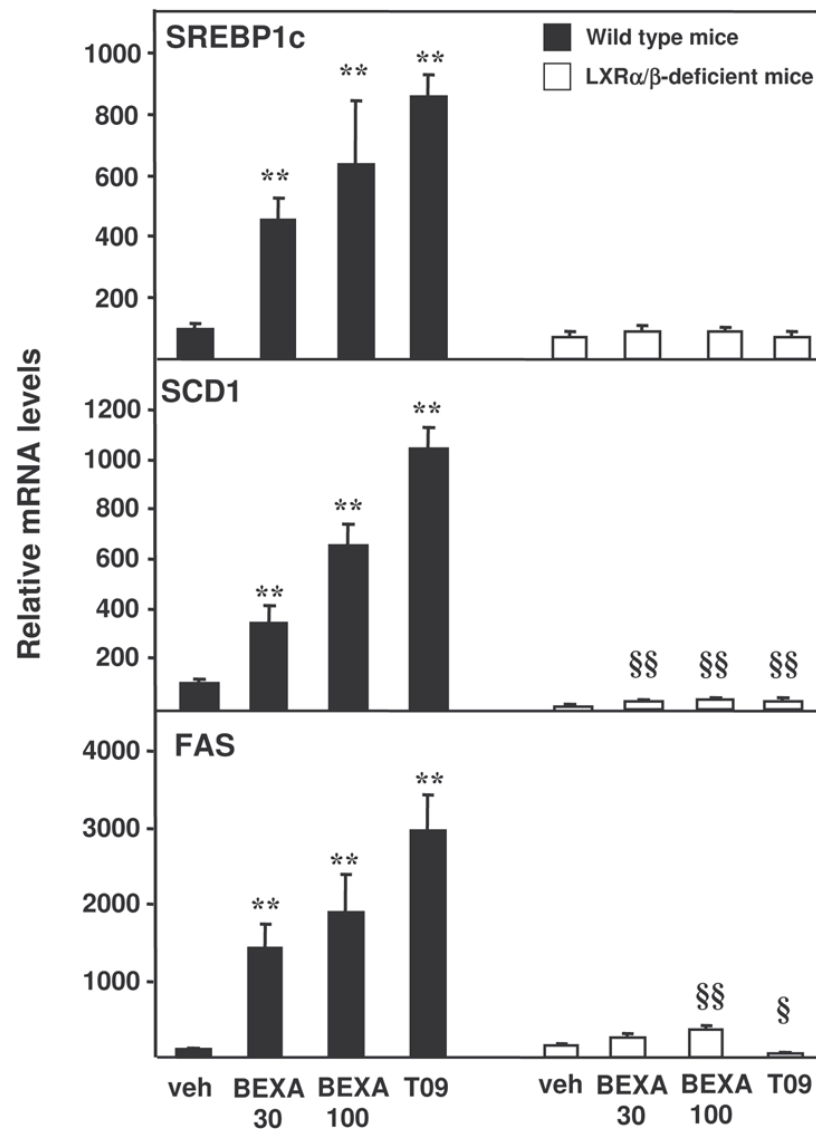 SREBP1c
Wild type mice
LXRα/β-deficient mice
1000
800
600
400
200
**
**
**
SCD1
1200
1000
800
600
400
200
**
**
**
§§ §§ §§
FAS
4000
3000
2000
1000
**
**
**
§§
§
Relative mRNA levels
veh BEXA 30 BEXA 100 T09
veh BEXA 30 BEXA 100 T09